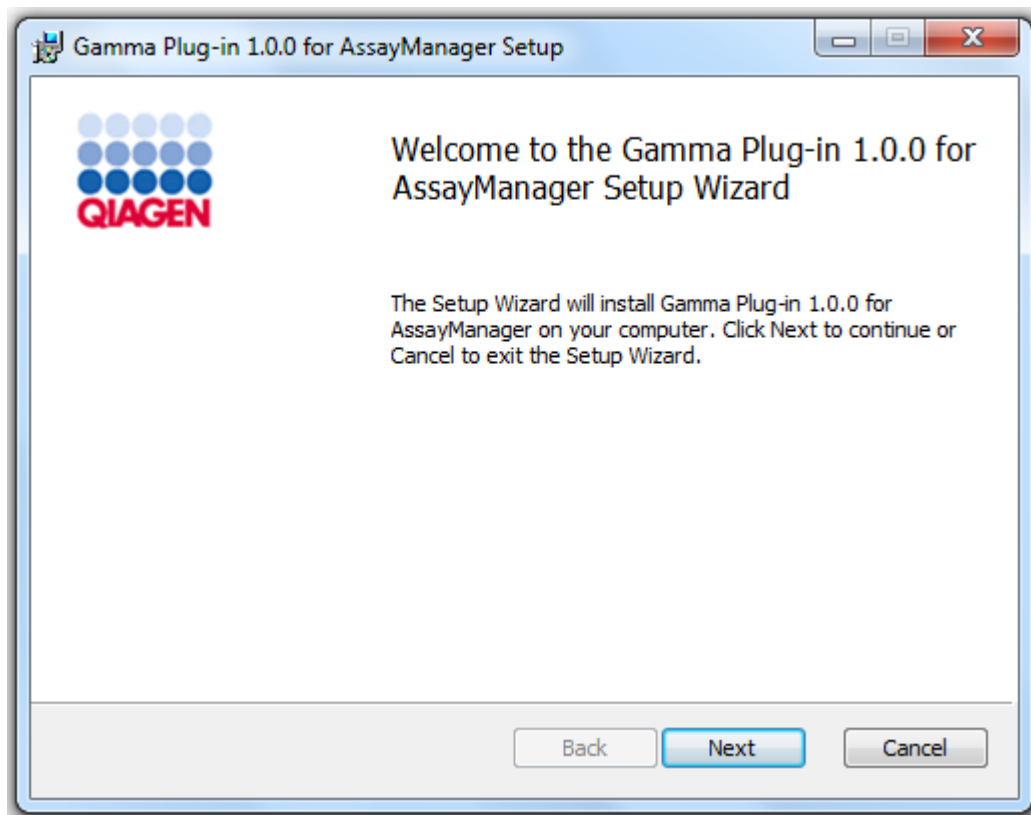 Gamma Plug-in 1.0.0 for AssayManager Setup
QIAGEN
Welcome to the Gamma Plug-in 1.0.0 for
AssayManager Setup Wizard
The Setup Wizard will install Gamma Plug-in 1.0.0 for
AssayManager on your computer. Click Next to continue or
Cancel to exit the Setup Wizard.
Back
Next
Cancel